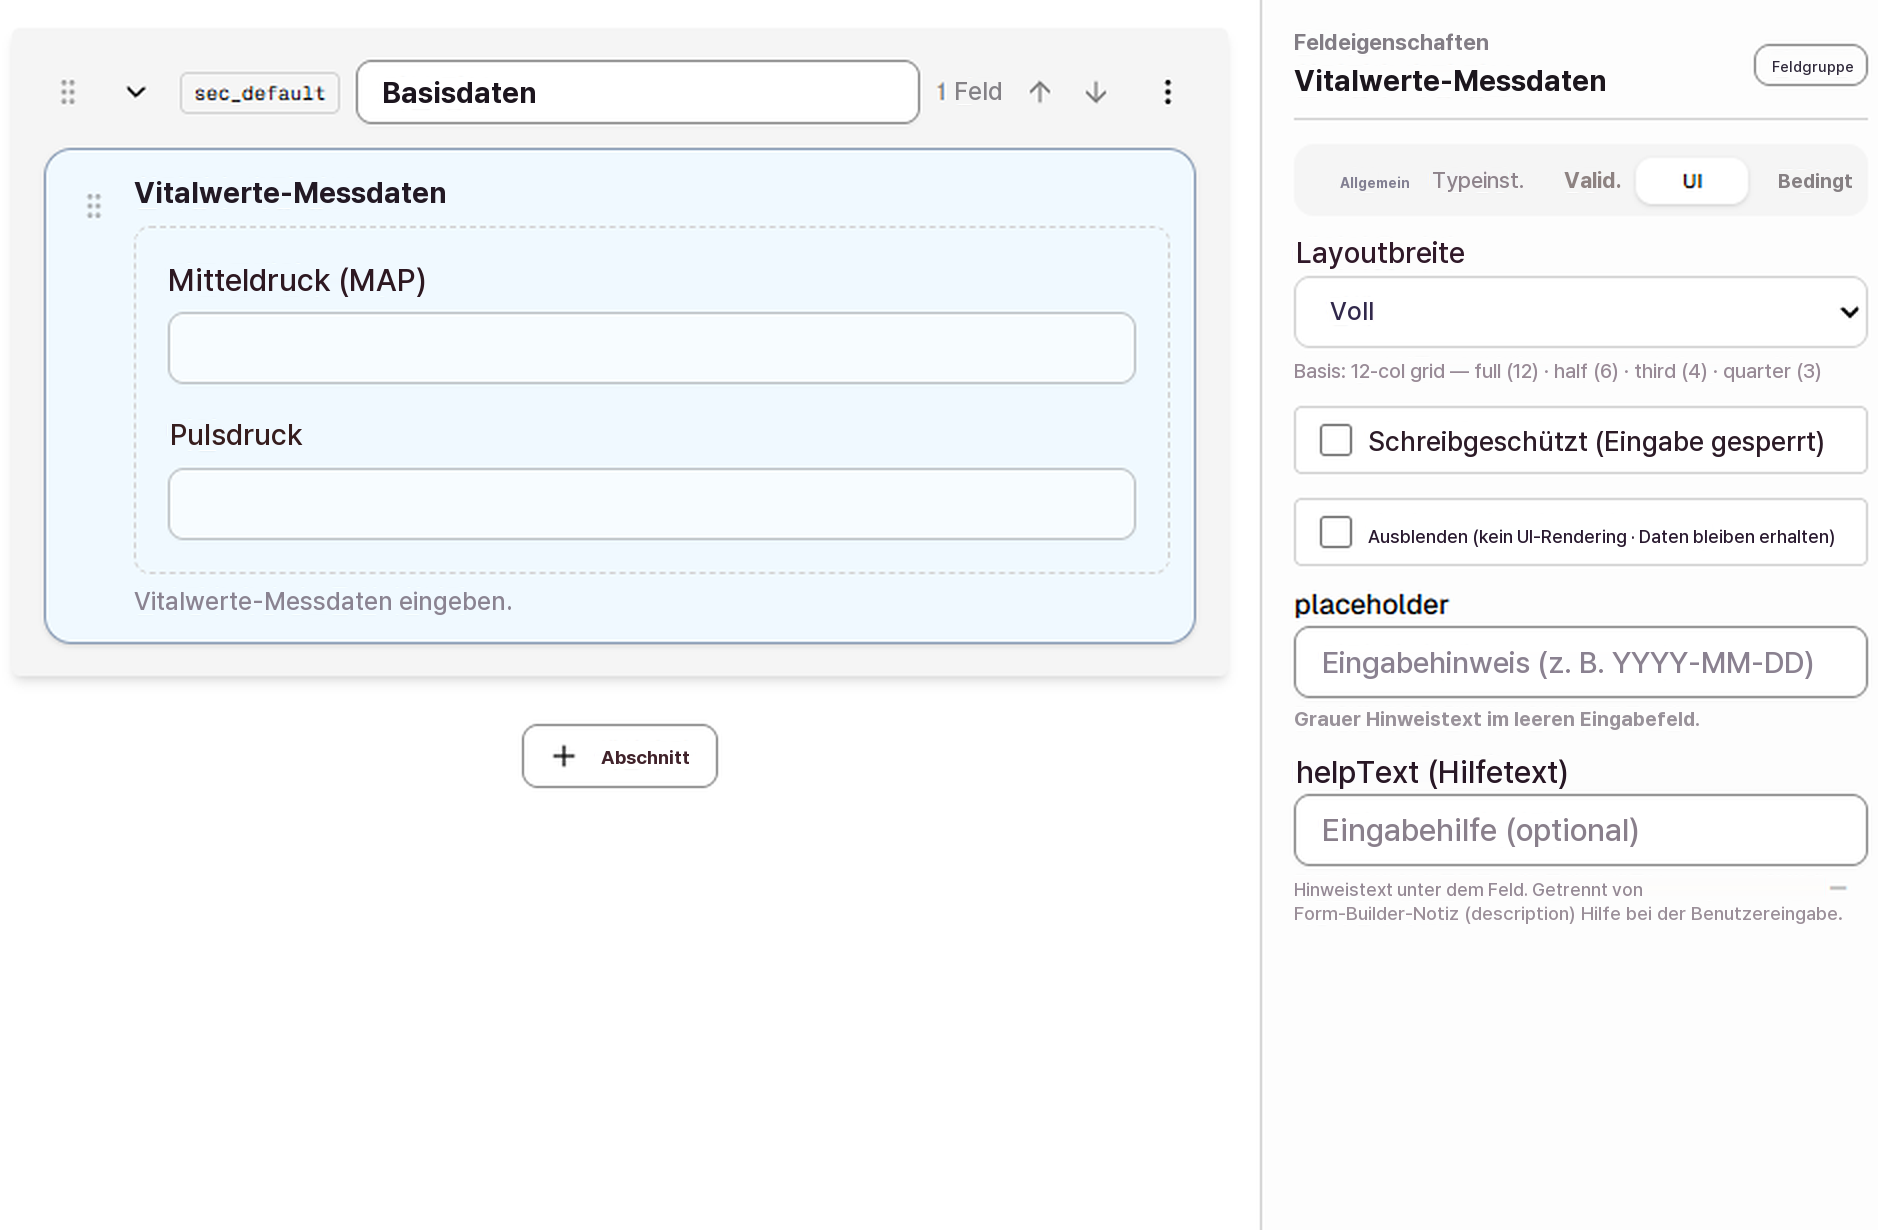 sec_default
Basisdaten
1 Feld
Vitalwerte-Messdaten
Mitteldruck (MAP)
Pulsdruck
Vitalwerte-Messdaten eingeben.
Abschnitt
Feldeigenschaften
Vitalwerte-Messdaten
Feldgruppe
Allgemein Typeinst. Valid. UI Bedingt
Layoutbreite
Voll
Basis: 12-col grid — full (12) · half (6) · third (4) · quarter (3)
Schreibgeschützt (Eingabe gesperrt)
Ausblenden (kein UI-Rendering · Daten bleiben erhalten)
placeholder
Eingabehinweis (z. B. YYYY-MM-DD)
Grauer Hinweistext im leeren Eingabefeld.
helpText (Hilfetext)
Eingabehilfe (optional)
Hinweistext unter dem Feld. Getrennt von
Form-Builder-Notiz (description) Hilfe bei der Benutzereingabe.